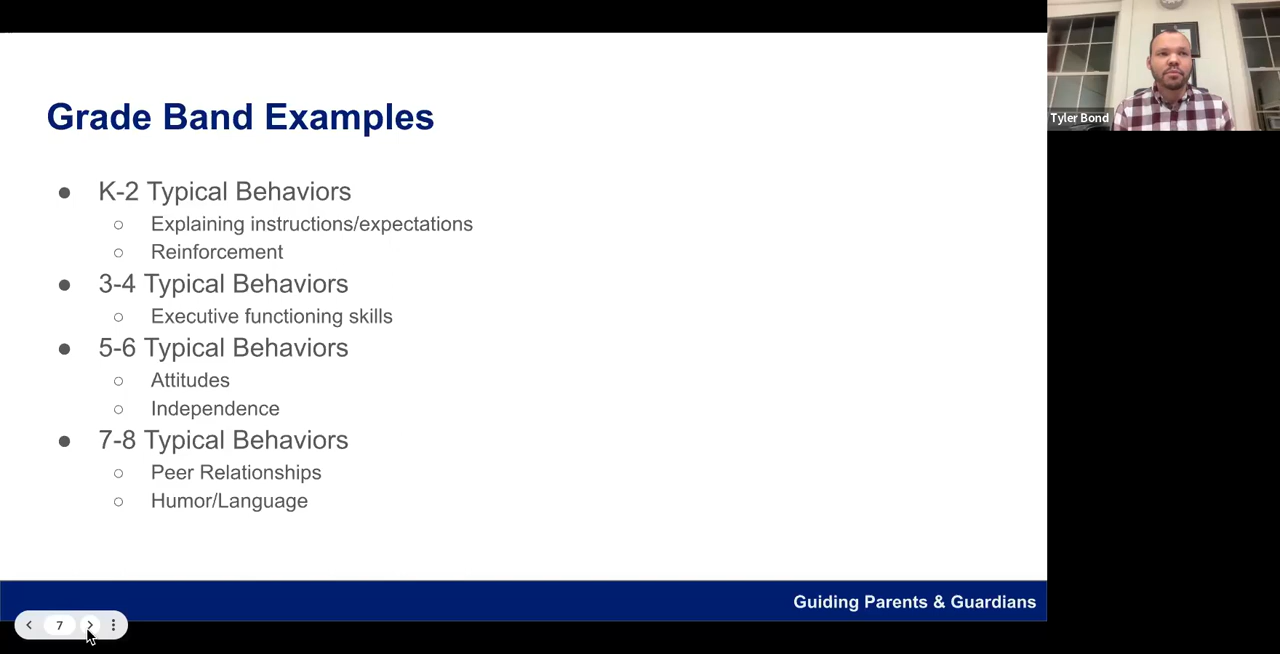 Grade Band Examples
● K-2 Typical Behaviors
○ Explaining instructions/expectations
○ Reinforcement
● 3-4 Typical Behaviors
○ Executive functioning skills
● 5-6 Typical Behaviors
○ Attitudes
○ Independence
● 7-8 Typical Behaviors
○ Peer Relationships
○ Humor/Language
Guiding Parents & Guardians
7
Tyler Bond